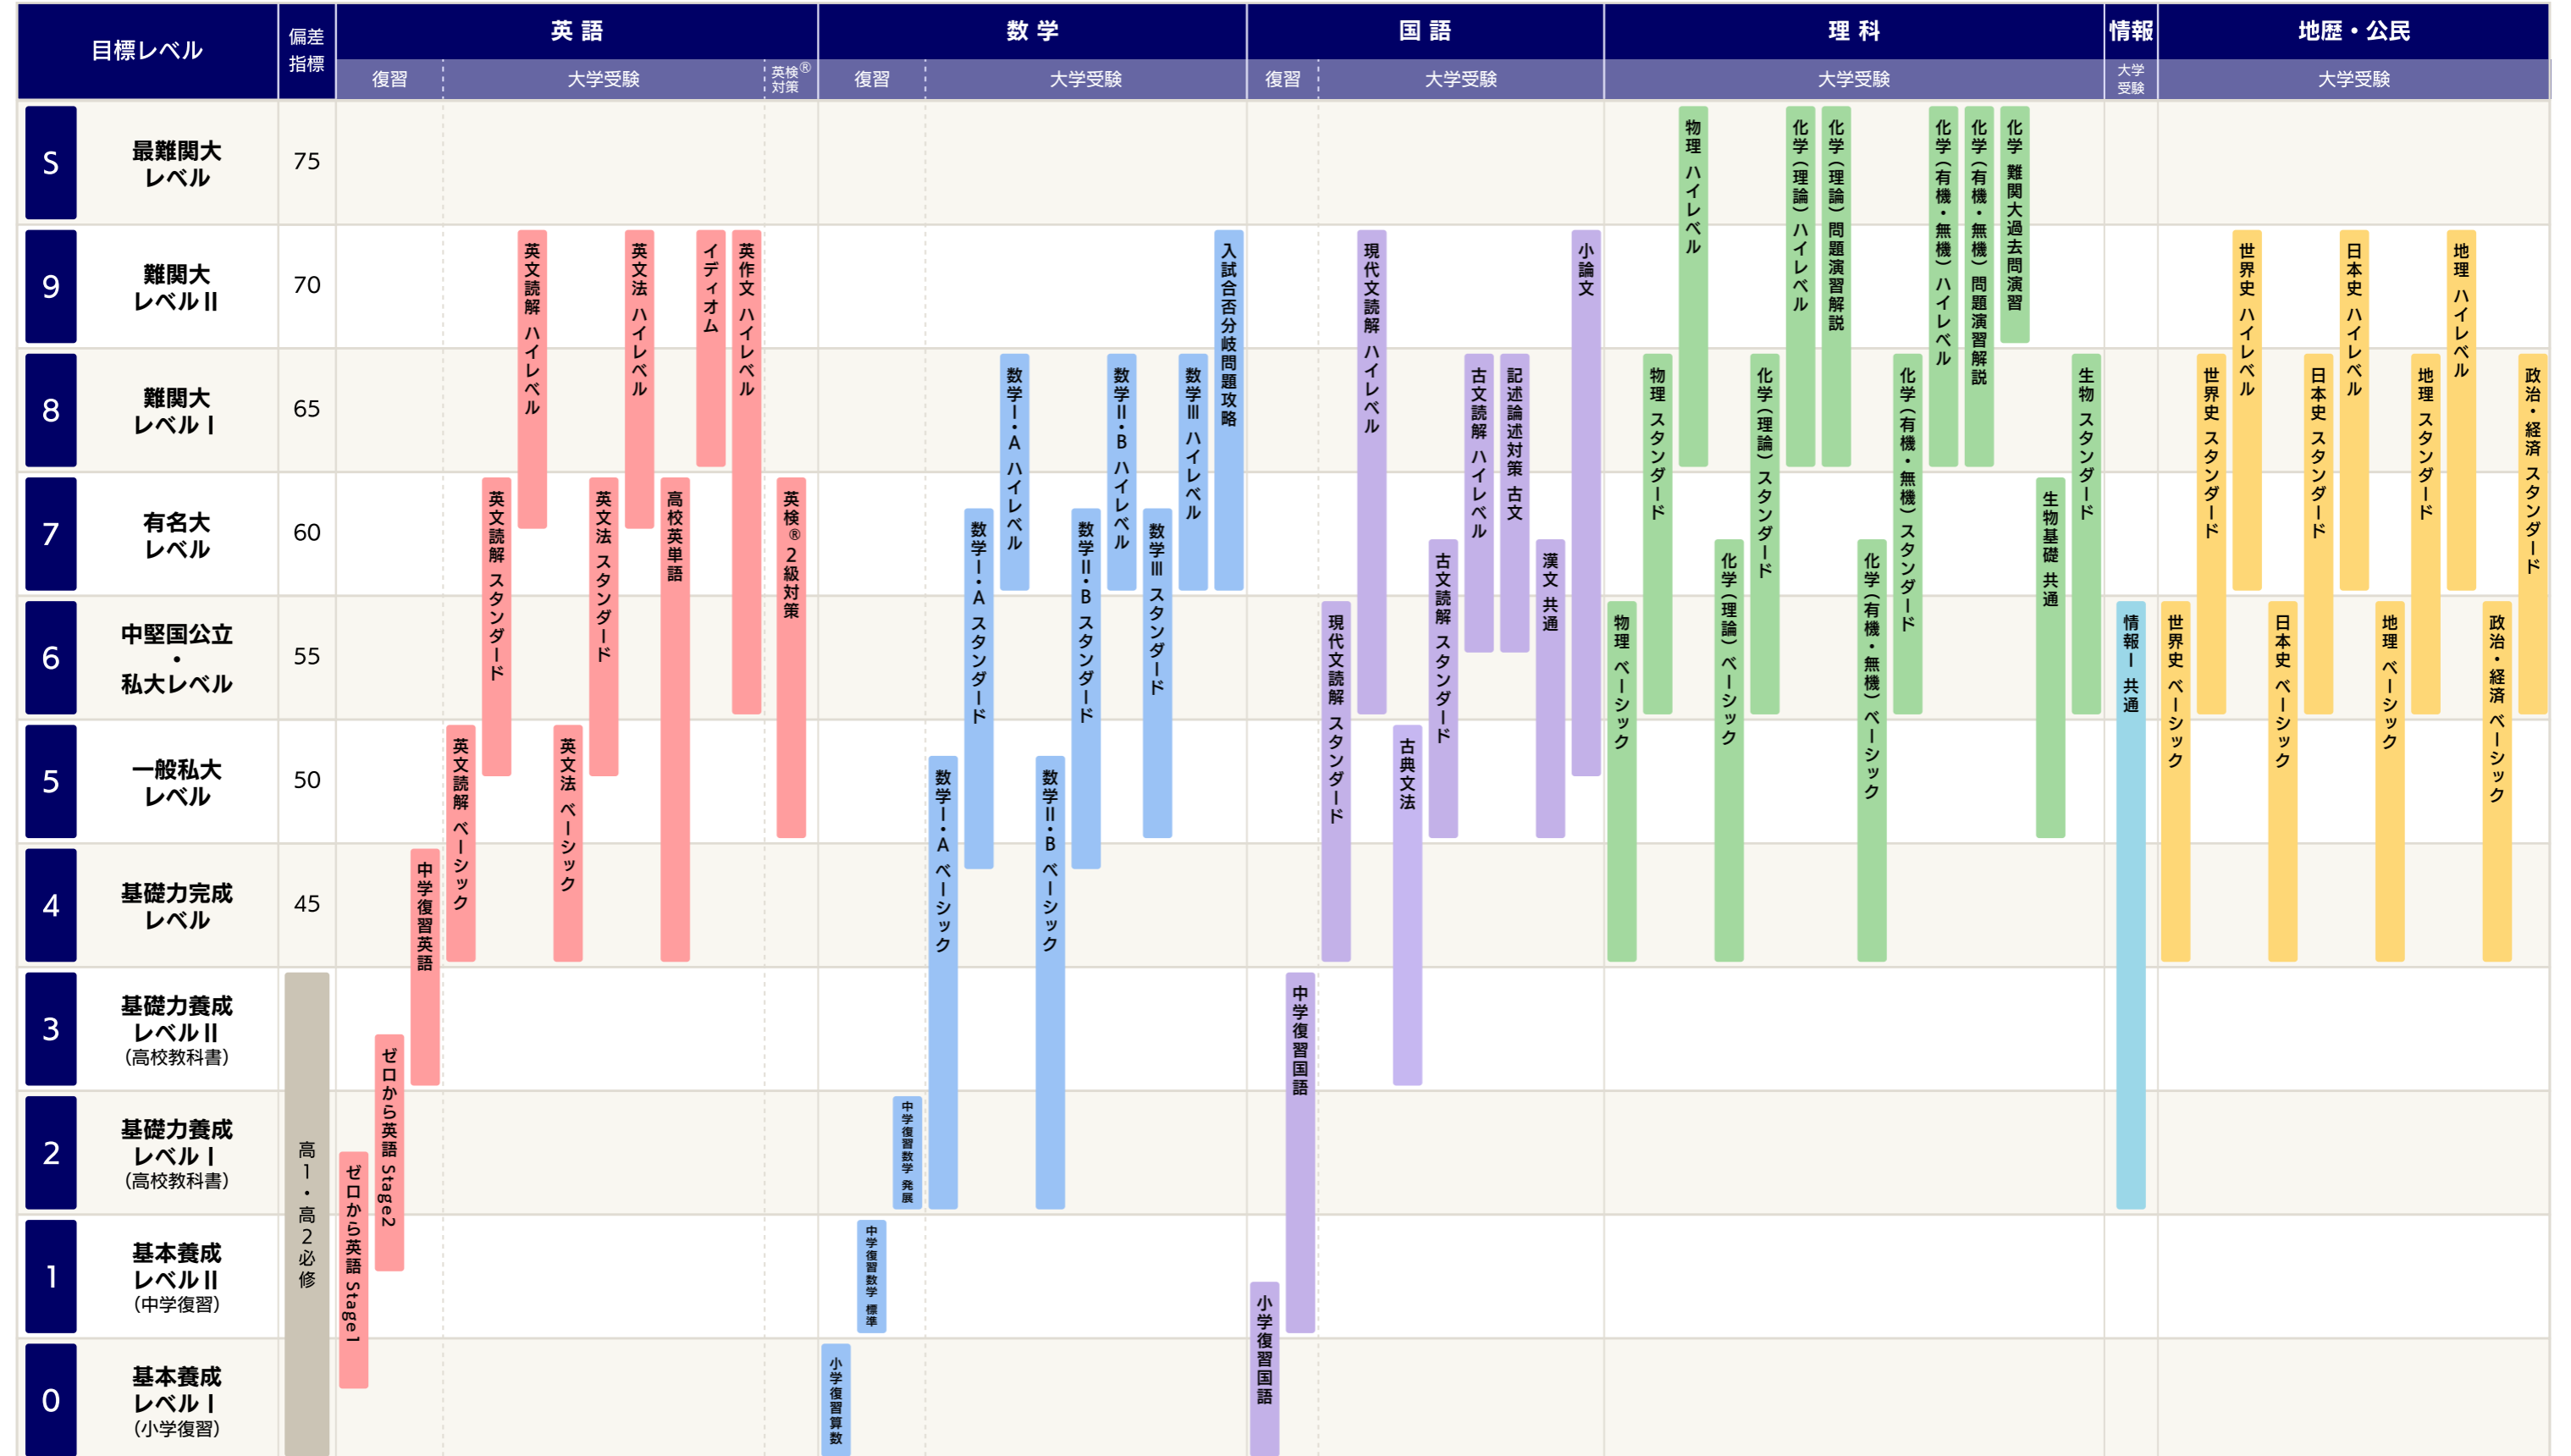 目標レベル
偏差
指標
英語
数学
国語
理科
情報
地歴・公民
復習
大学受験
英検®
対策
復習
大学受験
復習
大学受験
大学受験
大学
受験
大学受験
S
最難関大
レベル
75
9
難関大
レベルⅡ
70
8
難関大
レベルⅠ
65
7
有名大
レベル
60
6
中堅国公立
・
私大レベル
55
5
一般私大
レベル
50
4
基礎力完成
レベル
45
3
基礎力養成
レベルⅡ
(高校教科書)
2
基礎力養成
レベルⅠ
(高校教科書)
1
基本養成
レベルⅡ
(中学復習)
0
基本養成
レベルⅠ
(小学復習)
高1・高2必修
ゼロから英語 Stage1
ゼロから英語 Stage2
中学復習英語
英文読解 ベーシック
英文読解 スタンダード
英文読解 ハイレベル
英文法 ベーシック
英文法 スタンダード
英文法 ハイレベル
高校英単語
イディオム
英作文 ハイレベル
英検®2級対策
小学復習算数
中学復習数学 標準
中学復習数学 発展
数学Ⅰ・A ベーシック
数学Ⅰ・A スタンダード
数学Ⅰ・A ハイレベル
数学Ⅱ・B ベーシック
数学Ⅱ・B スタンダード
数学Ⅱ・B ハイレベル
数学Ⅲ スタンダード
数学Ⅲ ハイレベル
入試合否分岐問題攻略
小学復習国語
中学復習国語
現代文読解 スタンダード
現代文読解 ハイレベル
古典文法
古文読解 スタンダード
古文読解 ハイレベル
記述論述対策 古文
漢文 共通
小論文
物理 ベーシック
物理 スタンダード
物理 ハイレベル
化学(理論) ベーシック
化学(理論) スタンダード
化学(理論) ハイレベル
化学(理論) 問題演習解説
化学(有機・無機) ベーシック
化学(有機・無機) スタンダード
化学(有機・無機) ハイレベル
化学(有機・無機) 問題演習解説
化学 難関大過去問演習
生物基礎 共通
生物 スタンダード
情報Ⅰ 共通
世界史 ベーシック
世界史 スタンダード
世界史 ハイレベル
日本史 ベーシック
日本史 スタンダード
日本史 ハイレベル
地理 ベーシック
地理 スタンダード
地理 ハイレベル
政治・経済 ベーシック
政治・経済 スタンダード